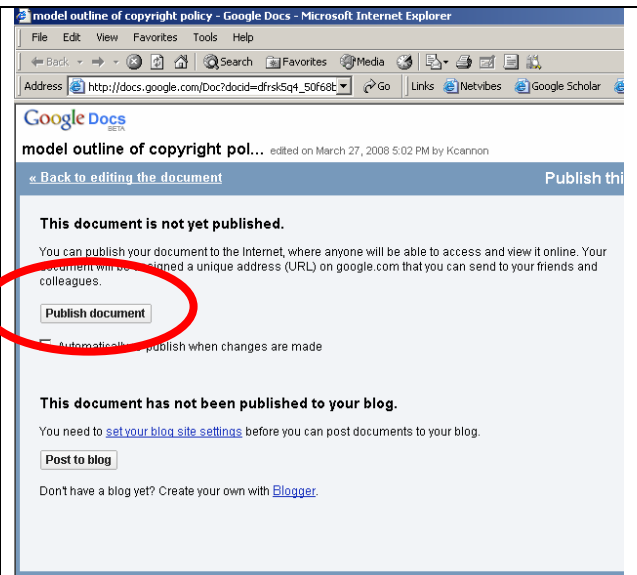 model outline of copyright policy - Google Docs - Microsoft Internet Explorer
File Edit View Favorites Tools Help
Back Search Favorites Media
Address http://docs.google.com/Doc?docid=dfrsk5q4_50f68t Go Links Netvibes Google Scholar
Google Docs
BETA
model outline of copyright pol... edited on March 27, 2008 5:02 PM by Kcannon
« Back to editing the document Publish thi
This document is not yet published.
You can publish your document to the Internet, where anyone will be able to access and view it online. Your
document will be assigned a unique address (URL) on google.com that you can send to your friends and
colleagues.
Publish document
Automatically publish when changes are made
This document has not been published to your blog.
You need to set your blog site settings before you can post documents to your blog.
Post to blog
Don't have a blog yet? Create your own with Blogger.